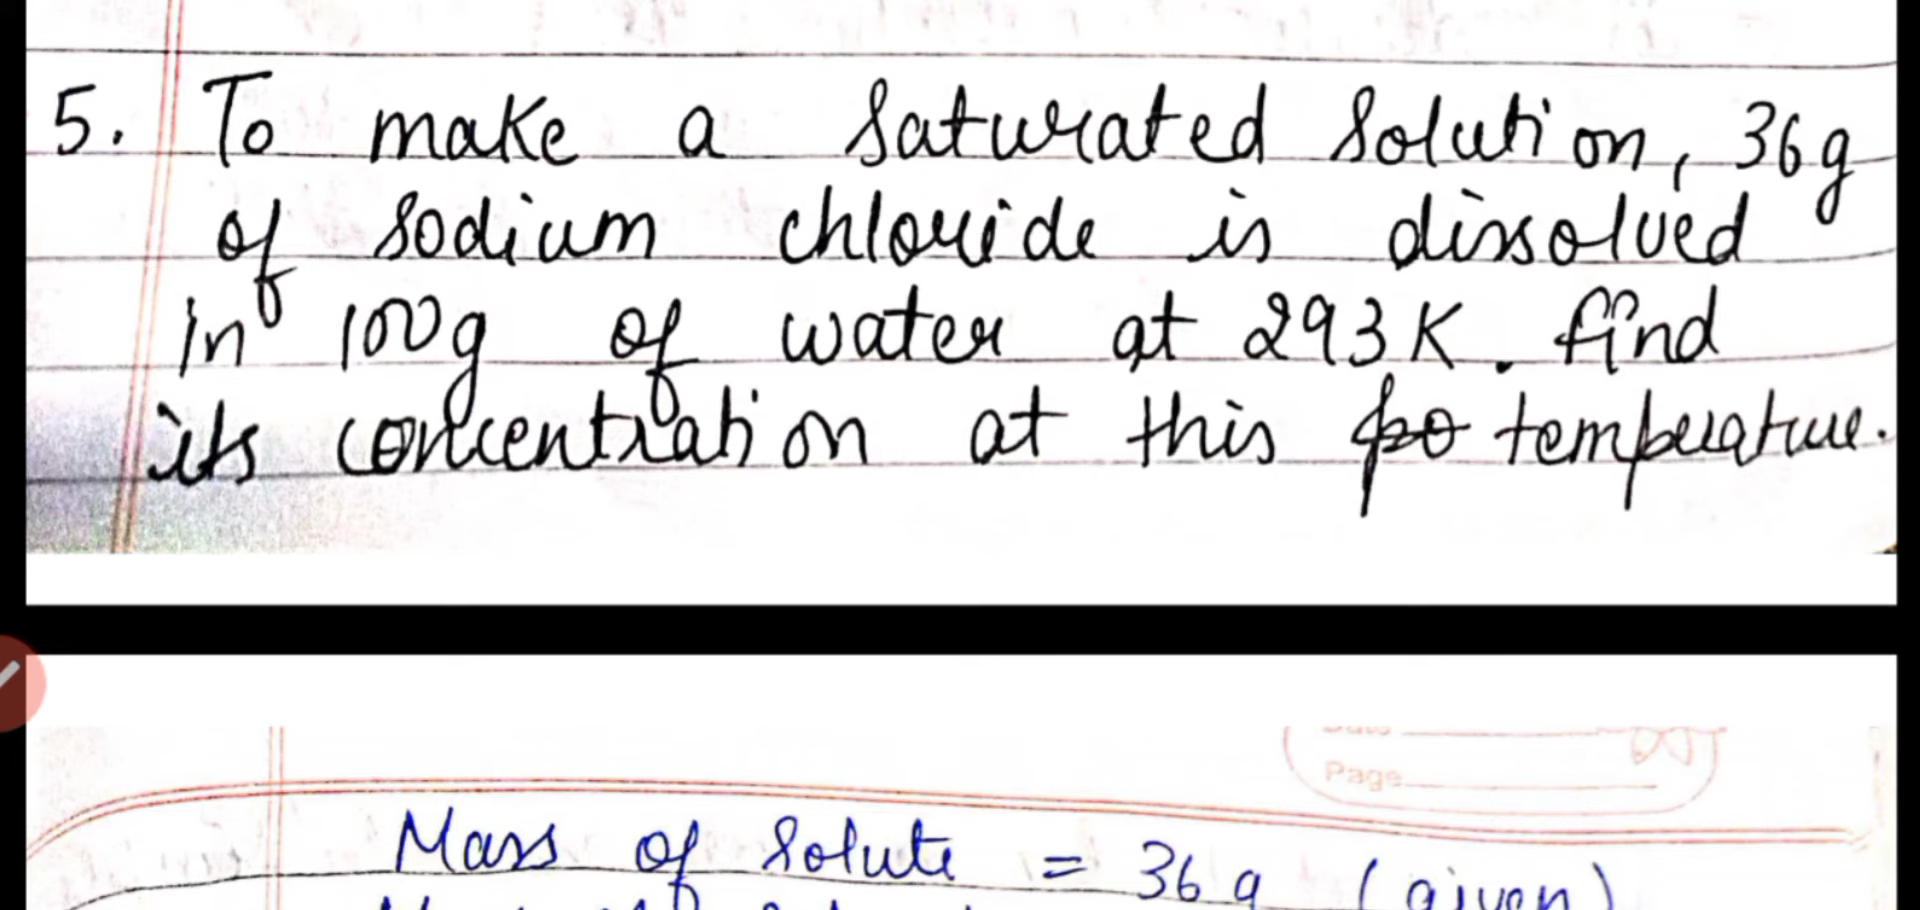 5. To make a saturated solution, 36g
of sodium chloride is dissolved
in 100g of water at 293K. find
its concentration at this temperature.
Page
Mass of Solute = 36g (given)